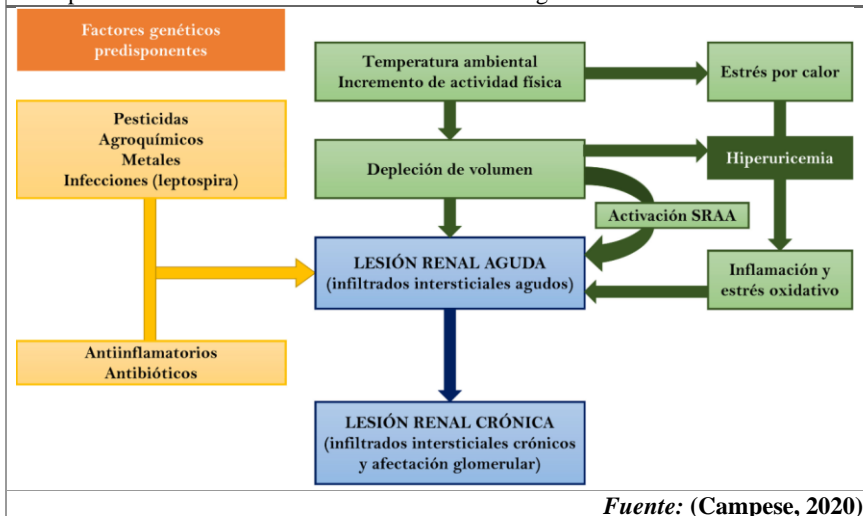 Factores genéticos
predisponentes
Temperatura ambiental
Incremento de actividad física
Estrés por calor
Pesticidas
Agroquímicos
Metales
Infecciones (leptospira)
Depleción de volumen
Hiperuricemia
Activación SRAA
LESIÓN RENAL AGUDA
(infiltrados intersticiales agudos)
Inflamación y
estrés oxidativo
Antiinflamatorios
Antibióticos
LESIÓN RENAL CRÓNICA
(infiltrados intersticiales crónicos
y afectación glomerular)
Fuente: (Campese, 2020)